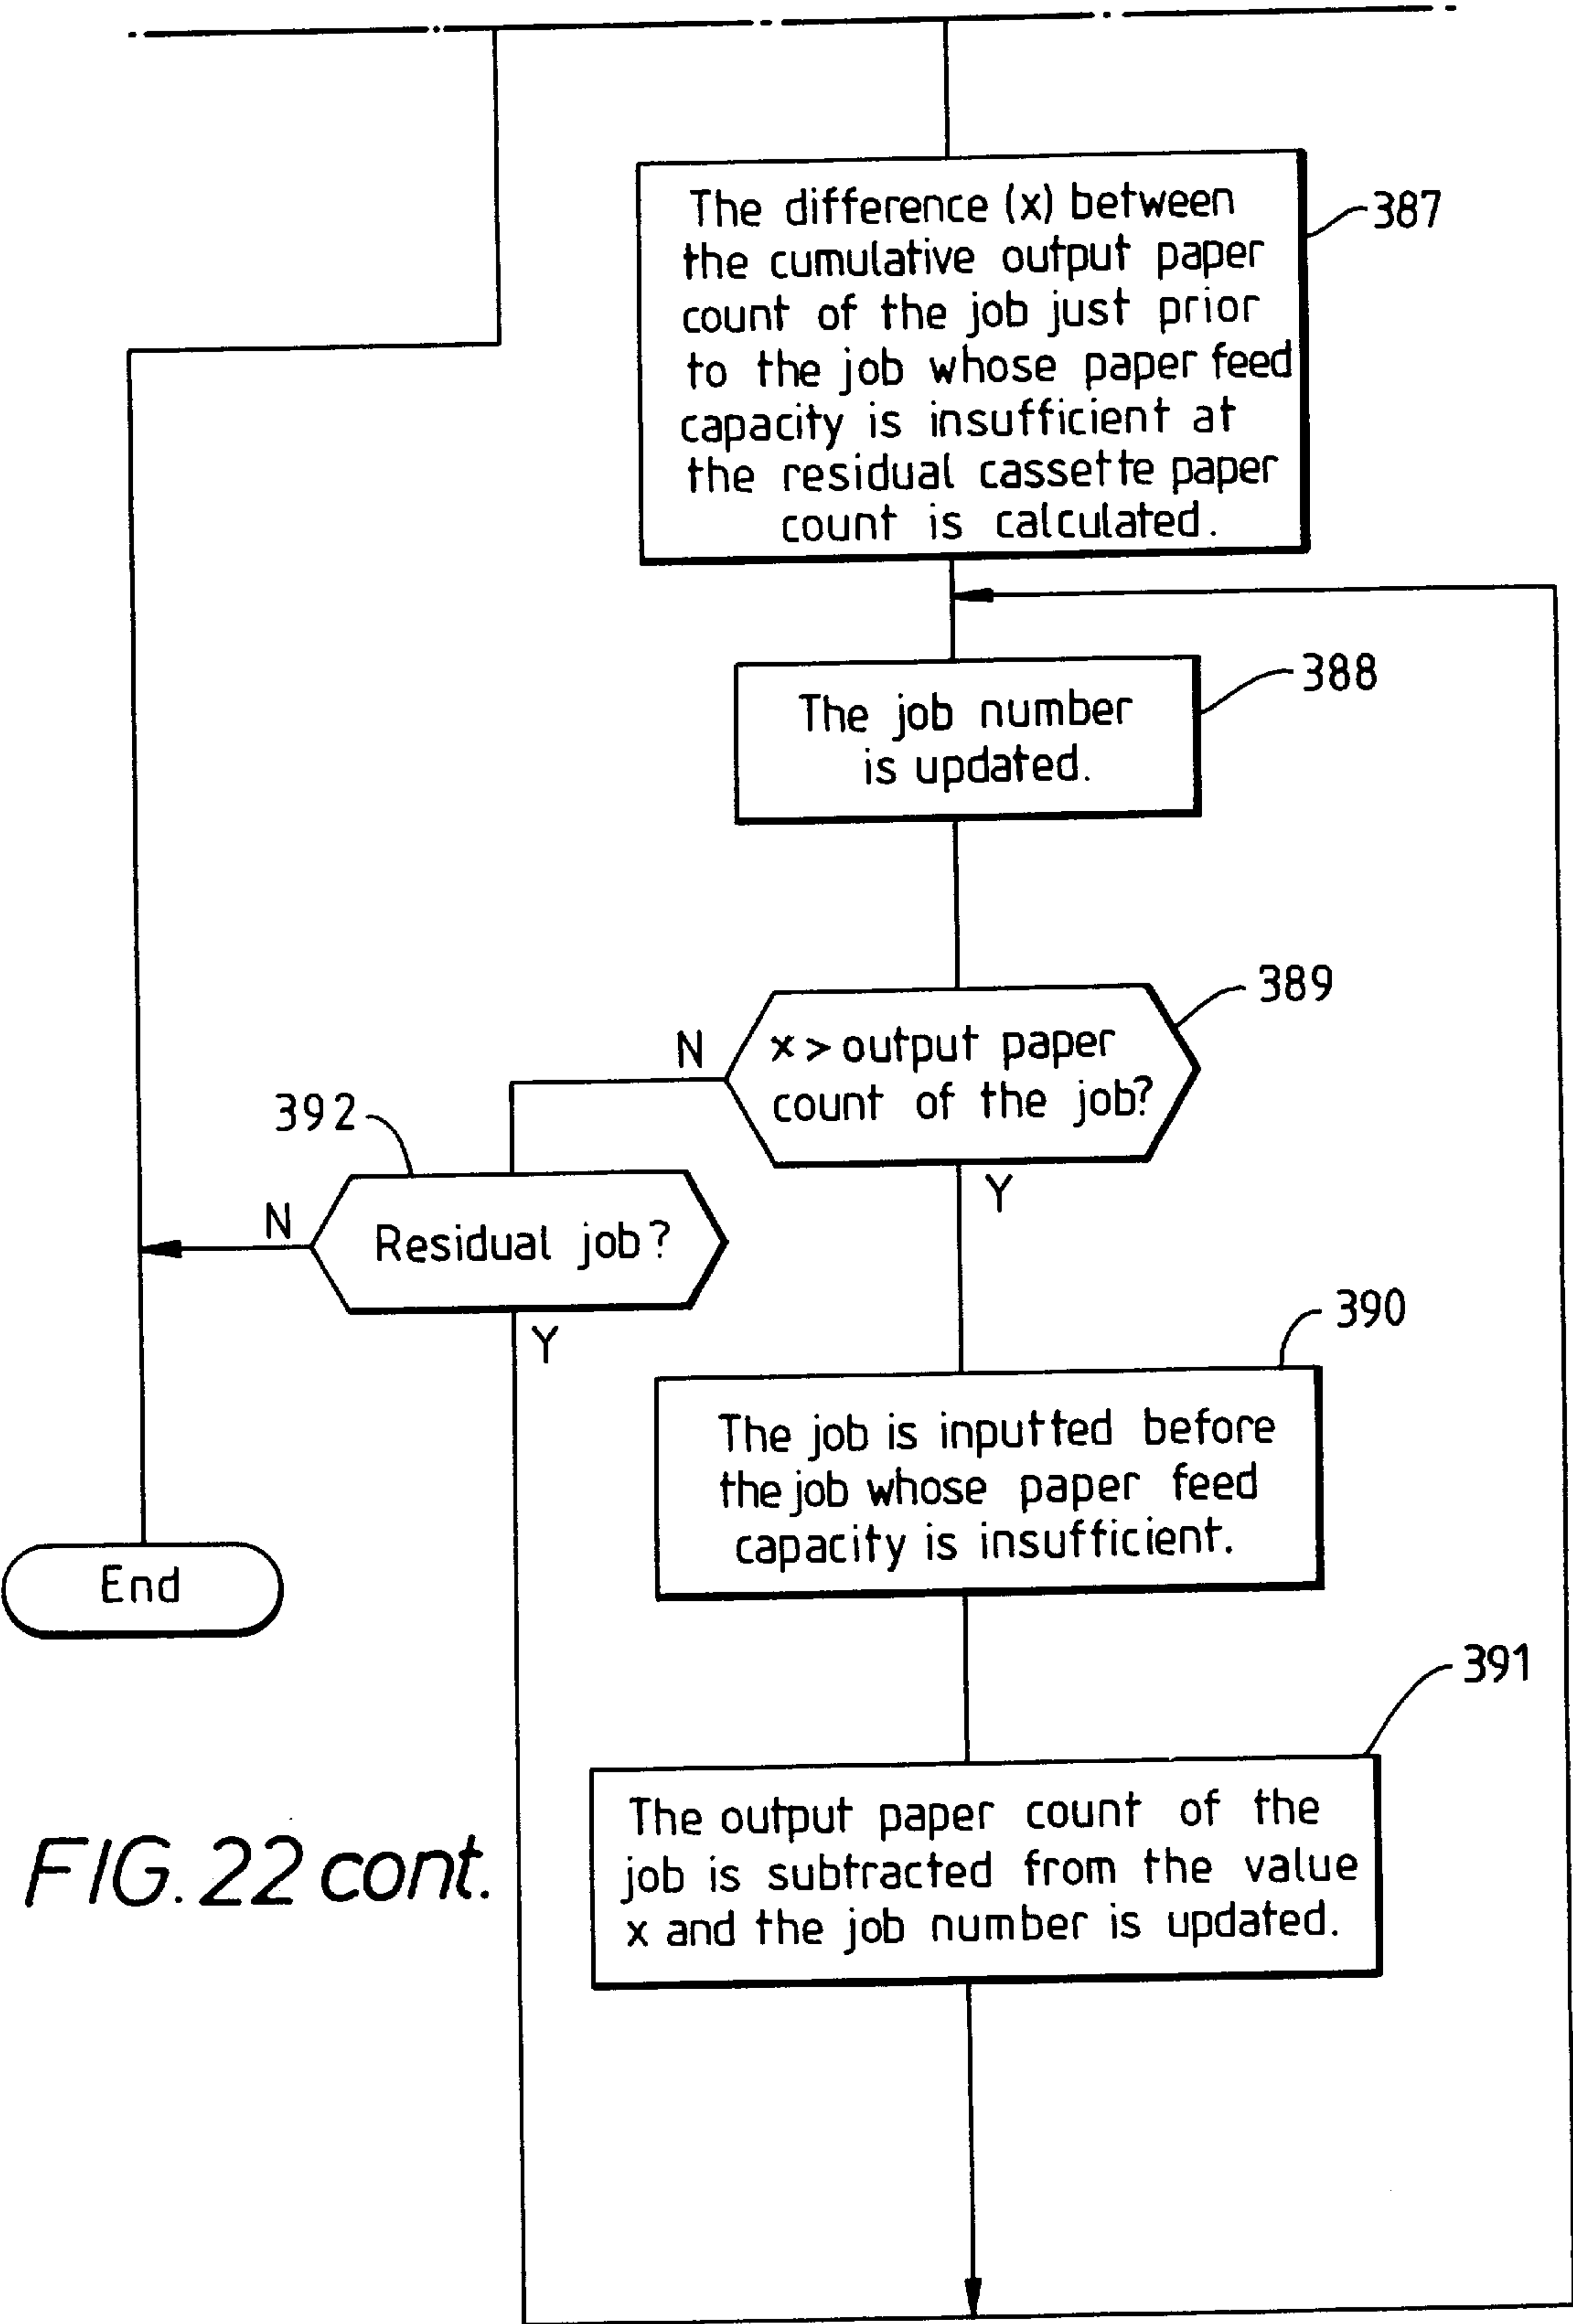 The difference (x) between
the cumulative output paper
count of the job just prior
to the job whose paper feed
capacity is insufficient at
the residual cassette paper
count is calculated.
387
The job number
is updated.
388
x > output paper
count of the job?
389
N
Y
392
Residual job?
N
Y
390
The job is inputted before
the job whose paper feed
capacity is insufficient.
End
391
The output paper count of the
job is subtracted from the value
x and the job number is updated.
FIG. 22 cont.